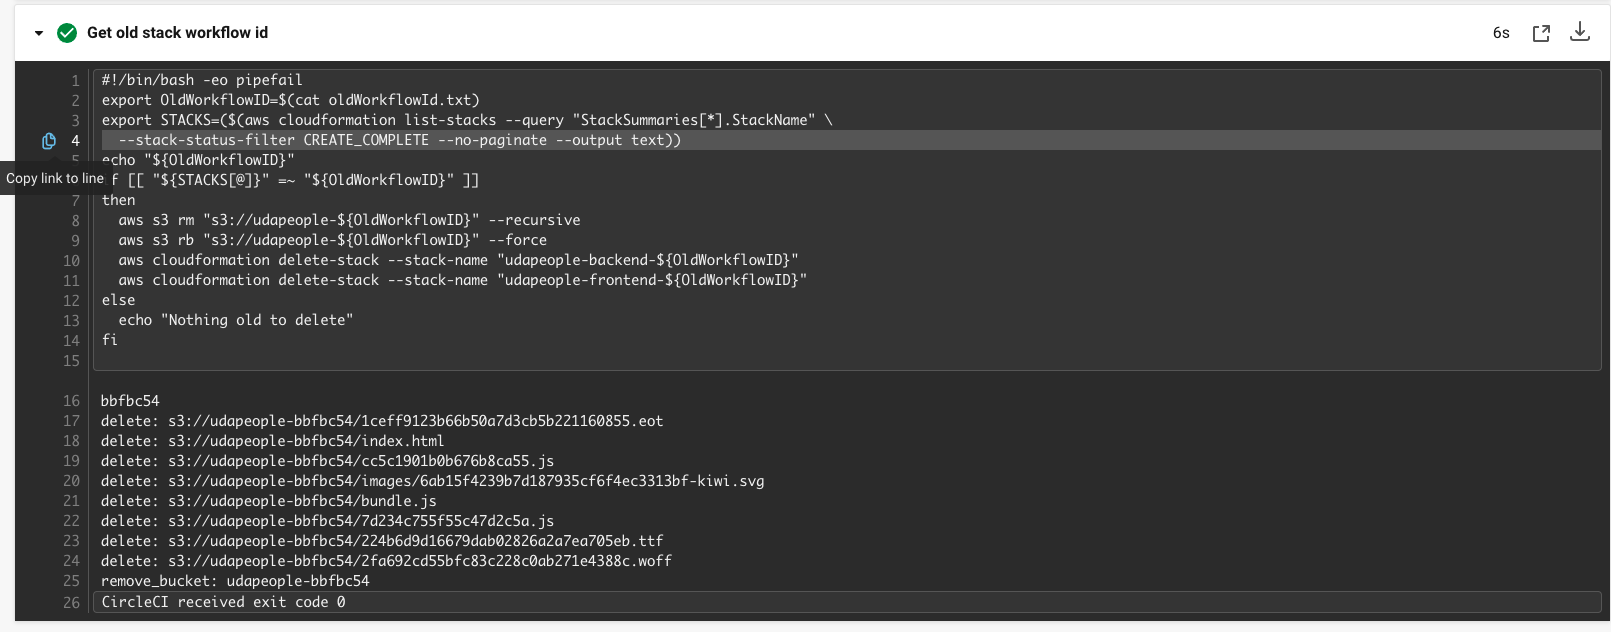 Get old stack workflow id
6s
1 #!/bin/bash -eo pipefail
2 export OldWorkflowID=$(cat oldWorkflowId.txt)
3 export STACKS=($(aws cloudformation list-stacks --query "StackSummaries[*].StackName" \
4   --stack-status-filter CREATE_COMPLETE --no-paginate --output text))
5 echo "${OldWorkflowID}"
Copy link to line
f [[ "${STACKS[@]}" =~ "${OldWorkflowID}" ]]
7 then
8   aws s3 rm "s3://udapeople-${OldWorkflowID}" --recursive
9   aws s3 rb "s3://udapeople-${OldWorkflowID}" --force
10   aws cloudformation delete-stack --stack-name "udapeople-backend-${OldWorkflowID}"
11   aws cloudformation delete-stack --stack-name "udapeople-frontend-${OldWorkflowID}"
12 else
13   echo "Nothing old to delete"
14 fi
15
16 bbfbc54
17 delete: s3://udapeople-bbfbc54/1ceff9123b66b50a7d3cb5b221160855.eot
18 delete: s3://udapeople-bbfbc54/index.html
19 delete: s3://udapeople-bbfbc54/cc5c1901b0b676b8ca55.js
20 delete: s3://udapeople-bbfbc54/images/6ab15f4239b7d187935cf6f4ec3313bf-kiwi.svg
21 delete: s3://udapeople-bbfbc54/bundle.js
22 delete: s3://udapeople-bbfbc54/7d234c755f55c47d2c5a.js
23 delete: s3://udapeople-bbfbc54/224b6d9d16679dab02826a2a7ea705eb.ttf
24 delete: s3://udapeople-bbfbc54/2fa692cd55bfc83c228c0ab271e4388c.woff
25 remove_bucket: udapeople-bbfbc54
26 CircleCI received exit code 0